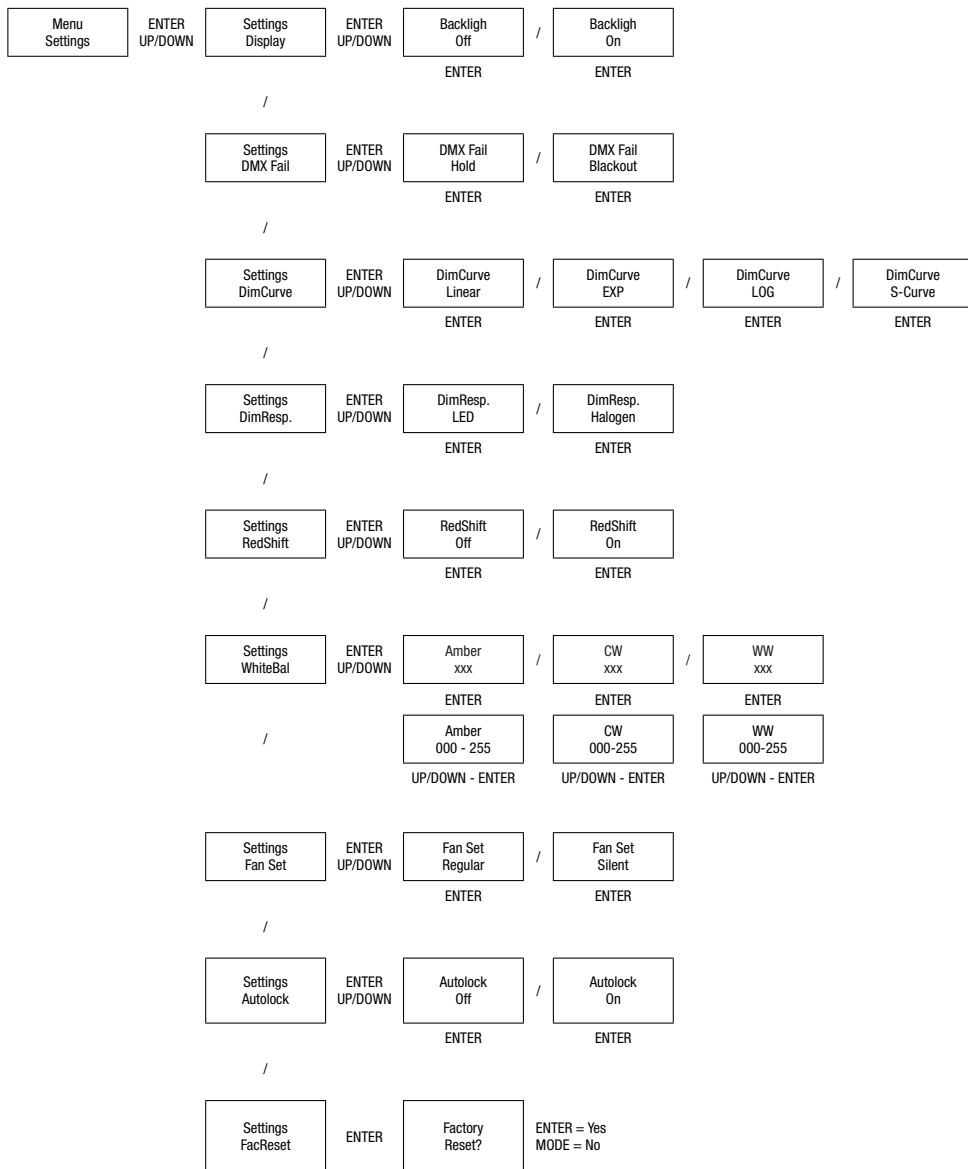 Menu
Settings
ENTER
UP/DOWN
Settings
Display
ENTER
UP/DOWN
Backligh
Off
/
Backligh
On
ENTER
ENTER
/
Settings
DMX Fail
ENTER
UP/DOWN
DMX Fail
Hold
/
DMX Fail
Blackout
ENTER
ENTER
/
Settings
DimCurve
ENTER
UP/DOWN
DimCurve
Linear
/
DimCurve
EXP
/
DimCurve
LOG
/
DimCurve
S-Curve
ENTER
ENTER
ENTER
ENTER
/
Settings
DimResp.
ENTER
UP/DOWN
DimResp.
LED
/
DimResp.
Halogen
ENTER
ENTER
/
Settings
RedShift
ENTER
UP/DOWN
RedShift
Off
/
RedShift
On
ENTER
ENTER
/
Settings
WhiteBal
ENTER
UP/DOWN
Amber
xxx
/
CW
xxx
/
WW
xxx
ENTER
ENTER
ENTER
/
Amber
000 - 255
CW
000-255
WW
000-255
UP/DOWN - ENTER
UP/DOWN - ENTER
UP/DOWN - ENTER
Settings
Fan Set
ENTER
UP/DOWN
Fan Set
Regular
/
Fan Set
Silent
ENTER
ENTER
/
Settings
Autolock
ENTER
UP/DOWN
Autolock
Off
/
Autolock
On
ENTER
ENTER
/
Settings
FacReset
ENTER
Factory
Reset?
ENTER = Yes
MODE = No